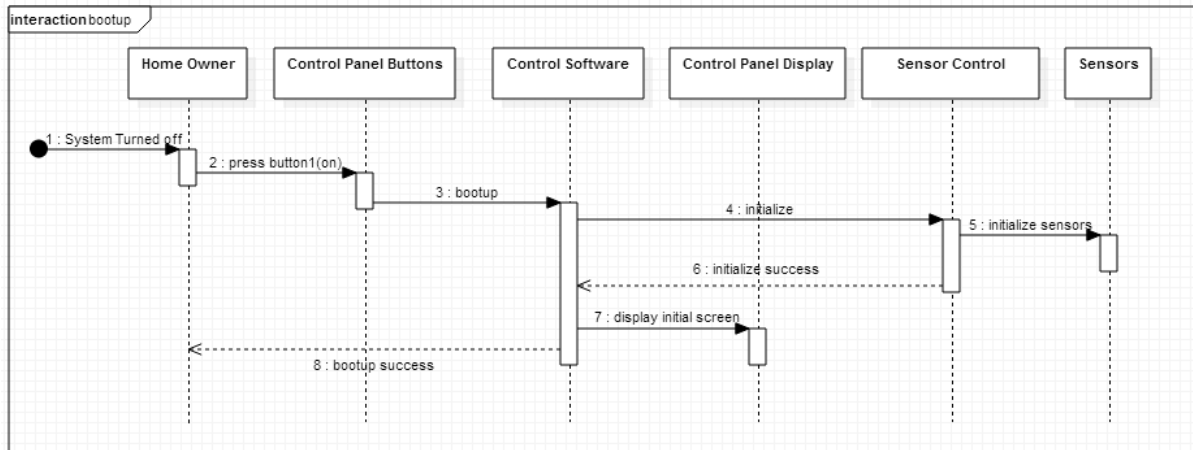 interaction bootup
Home Owner
Control Panel Buttons
Control Software
Control Panel Display
Sensor Control
Sensors
1 : System Turned off
2 : press button1(on)
3 : bootup
4 : initialize
5 : initialize sensors
6 : initialize success
7 : display initial screen
8 : bootup success